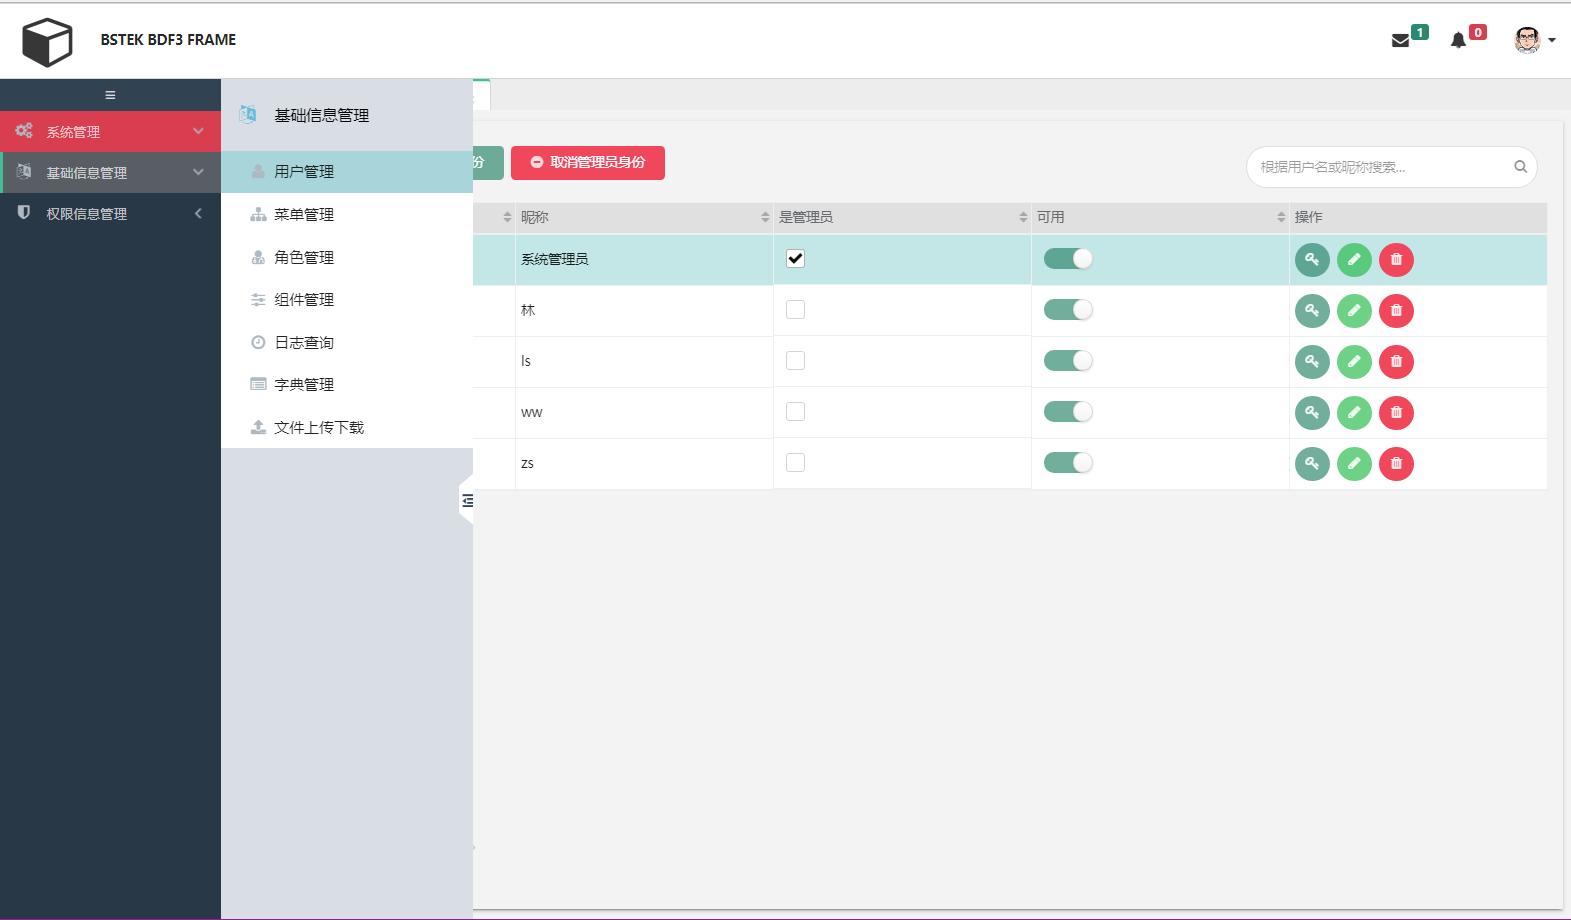 BSTEK BDF3 FRAME
1
0
系统管理
基础信息管理
权限信息管理
基础信息管理
用户管理
菜单管理
角色管理
组件管理
日志查询
字典管理
文件上传下载
份
取消管理员身份
根据用户名或昵称搜索...
昵称 是管理员 可用 操作
系统管理员
林
ls
ww
zs